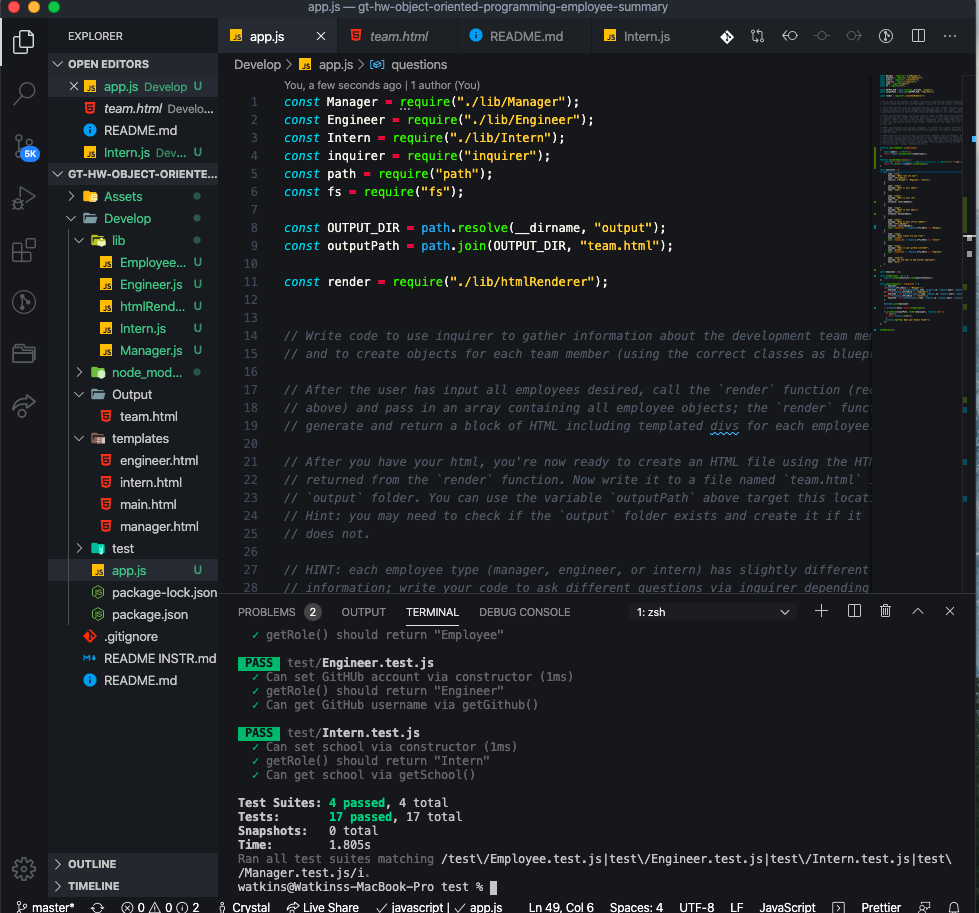 app.js — gt-hw-object-oriented-programming-employee-summary
EXPLORER
app.js
team.html
README.md
Intern.js
OPEN EDITORS
app.js Develop U
team.html Develo...
README.md
Intern.js Dev... U
5K
GT-HW-OBJECT-ORIENTE...
Assets
Develop
lib
Employee... U
Engineer.js U
htmlRend... U
Intern.js U
Manager.js U
node_mod...
Output
team.html
templates
engineer.html
intern.html
main.html
manager.html
test
app.js U
package-lock.json
package.json
.gitignore
README INSTR.md
README.md
OUTLINE
TIMELINE
Develop > app.js > questions
You, a few seconds ago | 1 author (You)
1 const Manager = require("./lib/Manager");
2 const Engineer = require("./lib/Engineer");
3 const Intern = require("./lib/Intern");
4 const inquirer = require("inquirer");
5 const path = require("path");
6 const fs = require("fs");
7
8 const OUTPUT_DIR = path.resolve(__dirname, "output");
9 const outputPath = path.join(OUTPUT_DIR, "team.html");
10
11 const render = require("./lib/htmlRenderer");
12
13
14 // Write code to use inquirer to gather information about the development team mem
15 // and to create objects for each team member (using the correct classes as bluepr
16
17 // After the user has input all employees desired, call the `render` function (req
18 // above) and pass in an array containing all employee objects; the `render` funct
19 // generate and return a block of HTML including templated divs for each employee
20
21 // After you have your html, you're now ready to create an HTML file using the HTM
22 // returned from the `render` function. Now write it to a file named `team.html` i
23 // `output` folder. You can use the variable `outputPath` above target this locati
24 // Hint: you may need to check if the `output` folder exists and create it if it
25 // does not.
26
27 // HINT: each employee type (manager, engineer, or intern) has slightly different
28 // information; write your code to ask different questions via inquirer depending
PROBLEMS 2 OUTPUT TERMINAL DEBUG CONSOLE 1: zsh
✓ getRole() should return "Employee"
PASS test/Engineer.test.js
✓ Can set GitHUb account via constructor (1ms)
✓ getRole() should return "Engineer"
✓ Can get GitHub username via getGithub()
PASS test/Intern.test.js
✓ Can set school via constructor (1ms)
✓ getRole() should return "Intern"
✓ Can get school via getSchool()
Test Suites: 4 passed, 4 total
Tests: 17 passed, 17 total
Snapshots: 0 total
Time: 1.805s
Ran all test suites matching /test\/Employee.test.js|test\/Engineer.test.js|test\/Intern.test.js|test\
/Manager.test.js/i.
watkins@Watkinss-MacBook-Pro test %
master* 0 0 2 Crystal Live Share ✓ javascript | ✓ app.js Ln 49, Col 6 Spaces: 4 UTF-8 LF JavaScript Prettier